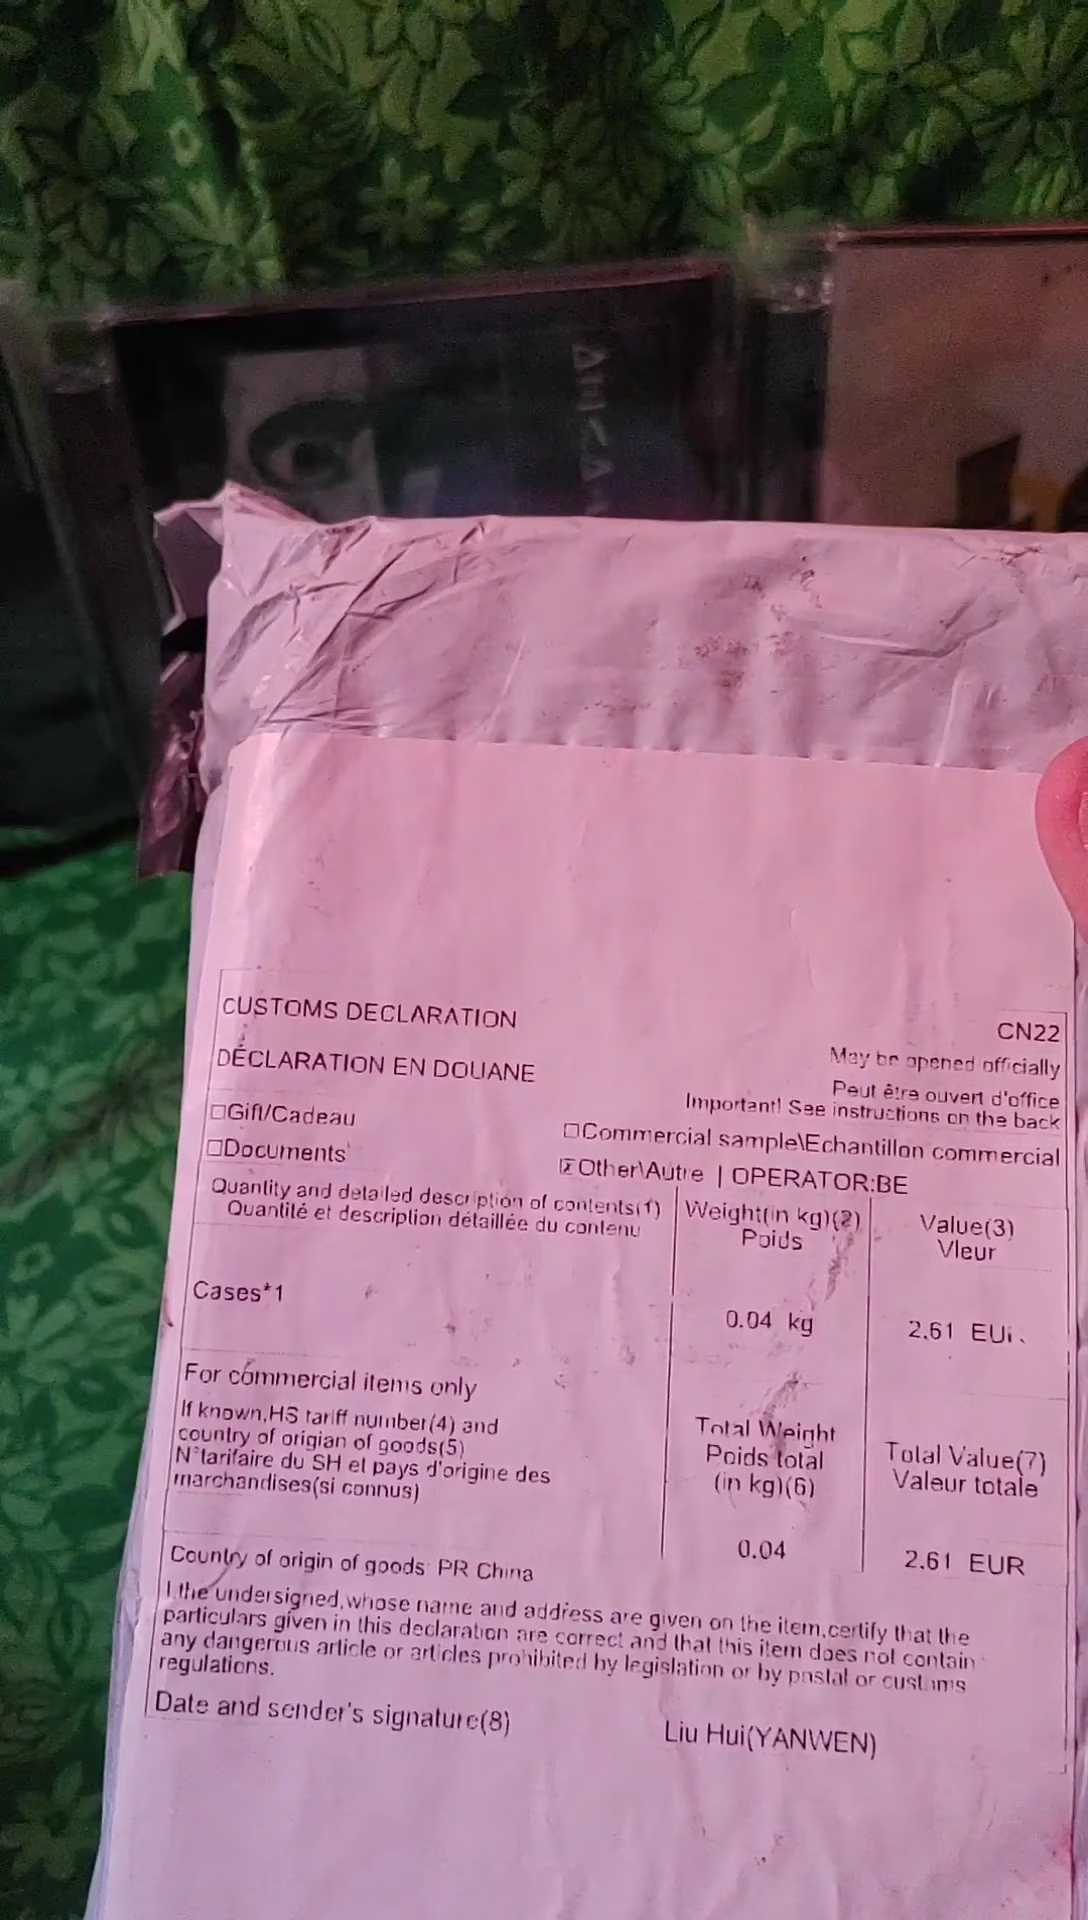 CUSTOMS DECLARATION
CN22
DÉCLARATION EN DOUANE
May be opened officially
Peut être ouvert d'office
Important! See instructions on the back
□Gift/Cadeau
□Commercial sample\Echantillon commercial
□Documents
☑Other\Autre | OPERATOR:BE
Quantity and detailed description of contents(1)
Quantité et description détaillée du contenu
Weight(in kg)(2)
Poids
Value(3)
Vleur
Cases*1
0.04 kg
2.61 EUR
For commercial items only
If known,HS tariff number(4) and
country of origian of goods(5)
N°tarifaire du SH et pays d'origine des
marchandises(si connus)
Total Weight
Poids total
(in kg)(6)
Total Value(7)
Valeur totale
0.04
2.61 EUR
Country of origin of goods: PR China
I the undersigned,whose name and address are given on the item,certify that the
particulars given in this declaration are correct and that this item does not contain
any dangerous article or articles prohibited by legislation or by postal or customs
regulations.
Date and sender's signature(8)
Liu Hui(YANWEN)